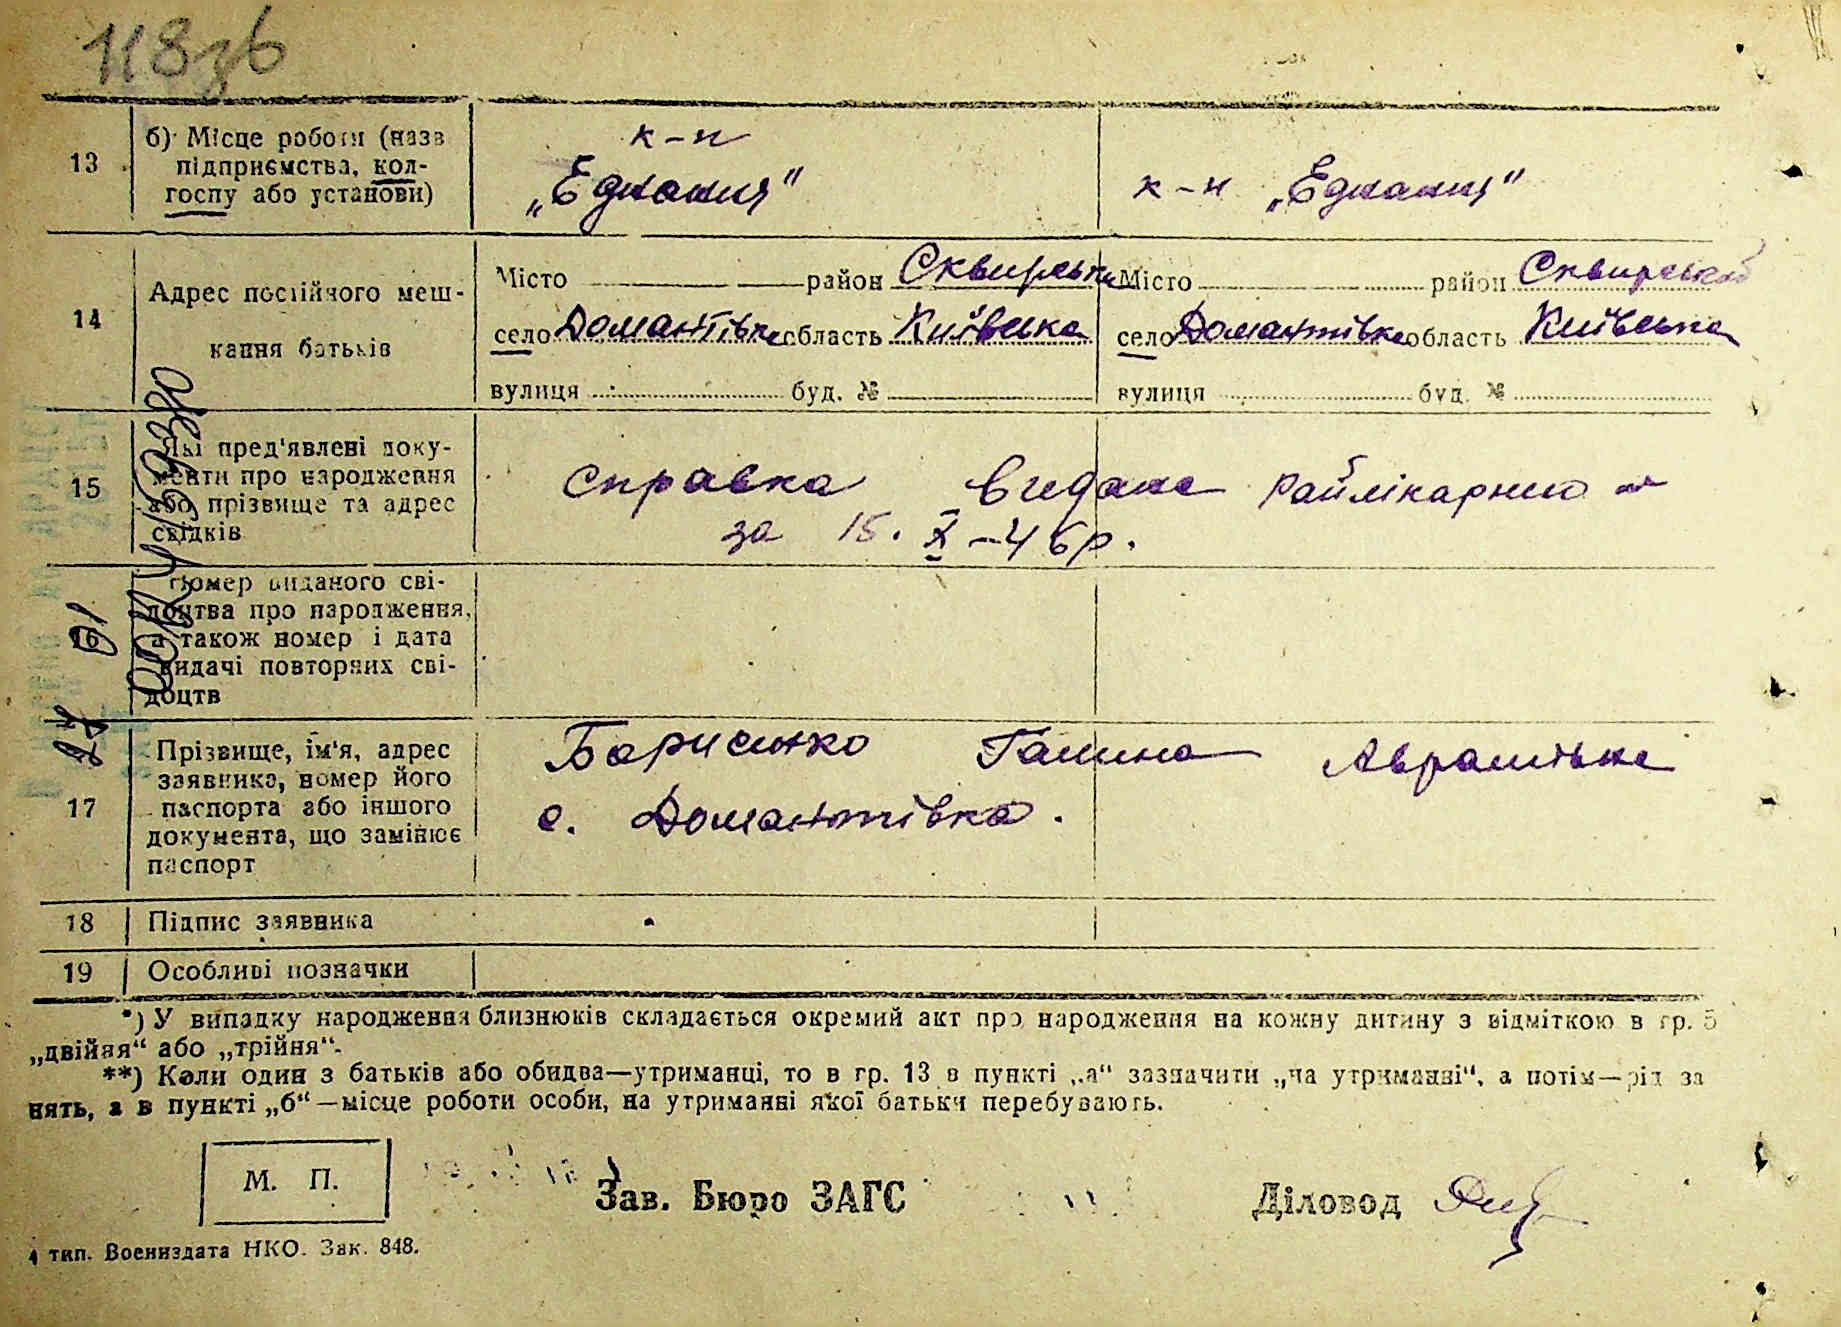 118зв
13
б) Місце роботи (назв
підприємства, кол-
госпу або установи)
к-п
„Єднання"
к-п „Єднання"
14
Адрес постійного меш-
кання батьків
Місто район Сквирськи
село Домантівка область Київська
вулиця буд. №
Місто район Сквирський
село Домантівка область Київська
вулиця буд. №
15
Які пред'явлені доку-
менти про народження
або прізвище та адрес
свідків
справка видана райлікарнею
за 15. X-46р.
16
Номер виданого сві-
доцтва про народження,
а також номер і дата
видачі повторних сві-
доцтв
17
Прізвище, ім'я, адрес
заявника, номер його
паспорта або іншого
документа, що замінює
паспорт
Борисенко Галина
с. Домантівка.
18 Підпис заявника
19 Особливі позначки
*) У випадку народження близнюків складається окремий акт про народження на кожну дитину з відміткою в гр. 5
„двійня“ або „трійня“.
**) Коли один з батьків або обидва—утриманці, то в гр. 13 в пункті „а“ зазначити „на утриманні“, а потім—рід за
нять, а в пункті „б“—місце роботи особи, на утриманні якої батьки перебувають.
М. П.
Зав. Бюро ЗАГС
Діловод
4 тип. Воениздата НКО. Зак. 848.